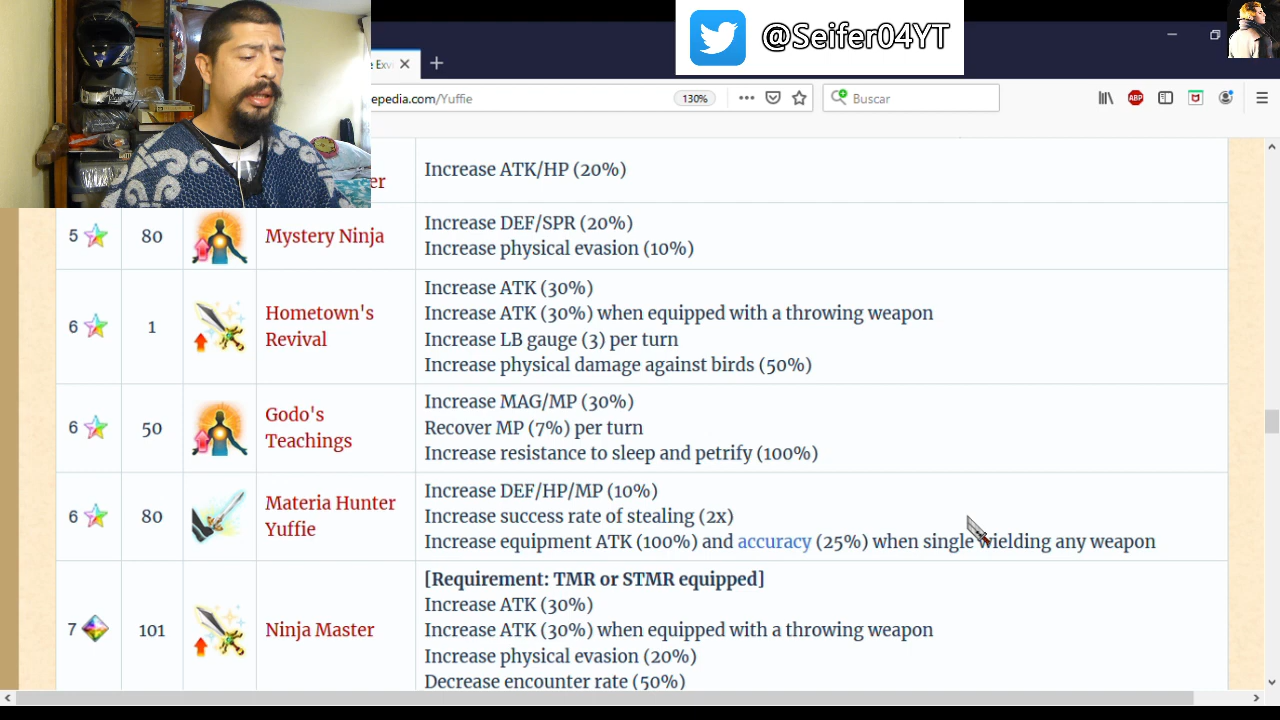 @Seifer04YT
e Exv
epedia.com/Yuffie
130%
Buscar
ABP
er
Increase ATK/HP (20%)
5
80
Mystery Ninja
Increase DEF/SPR (20%)
Increase physical evasion (10%)
6
1
Hometown's
Revival
Increase ATK (30%)
Increase ATK (30%) when equipped with a throwing weapon
Increase LB gauge (3) per turn
Increase physical damage against birds (50%)
6
50
Godo's
Teachings
Increase MAG/MP (30%)
Recover MP (7%) per turn
Increase resistance to sleep and petrify (100%)
6
80
Materia Hunter
Yuffie
Increase DEF/HP/MP (10%)
Increase success rate of stealing (2x)
Increase equipment ATK (100%) and accuracy (25%) when single wielding any weapon
7
101
Ninja Master
[Requirement: TMR or STMR equipped]
Increase ATK (30%)
Increase ATK (30%) when equipped with a throwing weapon
Increase physical evasion (20%)
Decrease encounter rate (50%)